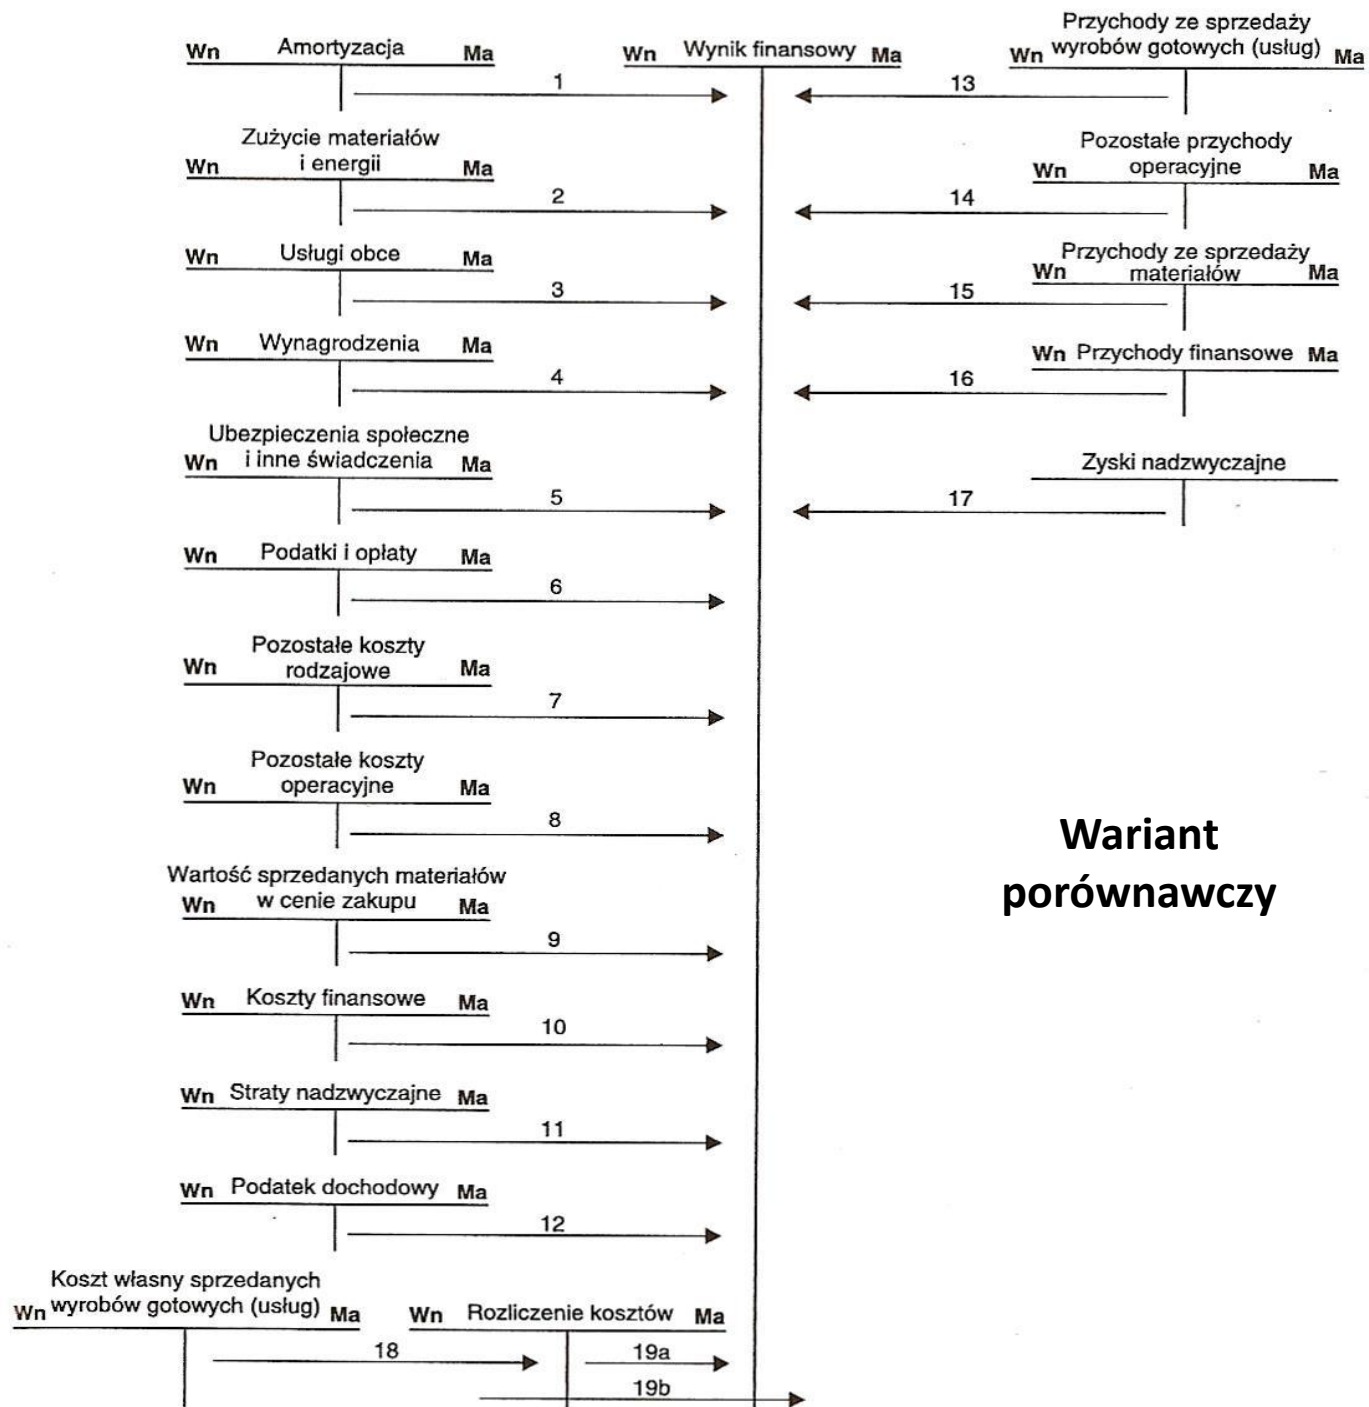 Wn Amortyzacja Ma
1
Zużycie materiałów
Wn i energii Ma
2
Wn Usługi obce Ma
3
Wn Wynagrodzenia Ma
4
Ubezpieczenia społeczne
Wn i inne świadczenia Ma
5
Wn Podatki i opłaty Ma
6
Pozostałe koszty
Wn rodzajowe Ma
7
Pozostałe koszty
Wn operacyjne Ma
8
Wartość sprzedanych materiałów
Wn w cenie zakupu Ma
9
Wn Koszty finansowe Ma
10
Wn Straty nadzwyczajne Ma
11
Wn Podatek dochodowy Ma
12
Koszt własny sprzedanych
Wn wyrobów gotowych (usług) Ma
18
Wn Rozliczenie kosztów Ma
19a
19b
Wn Wynik finansowy Ma
Przychody ze sprzedaży
Wn wyrobów gotowych (usług) Ma
13
Pozostałe przychody
Wn operacyjne Ma
14
Przychody ze sprzedaży
Wn materiałów Ma
15
Wn Przychody finansowe Ma
16
Zyski nadzwyczajne
17
Wariant
porównawczy